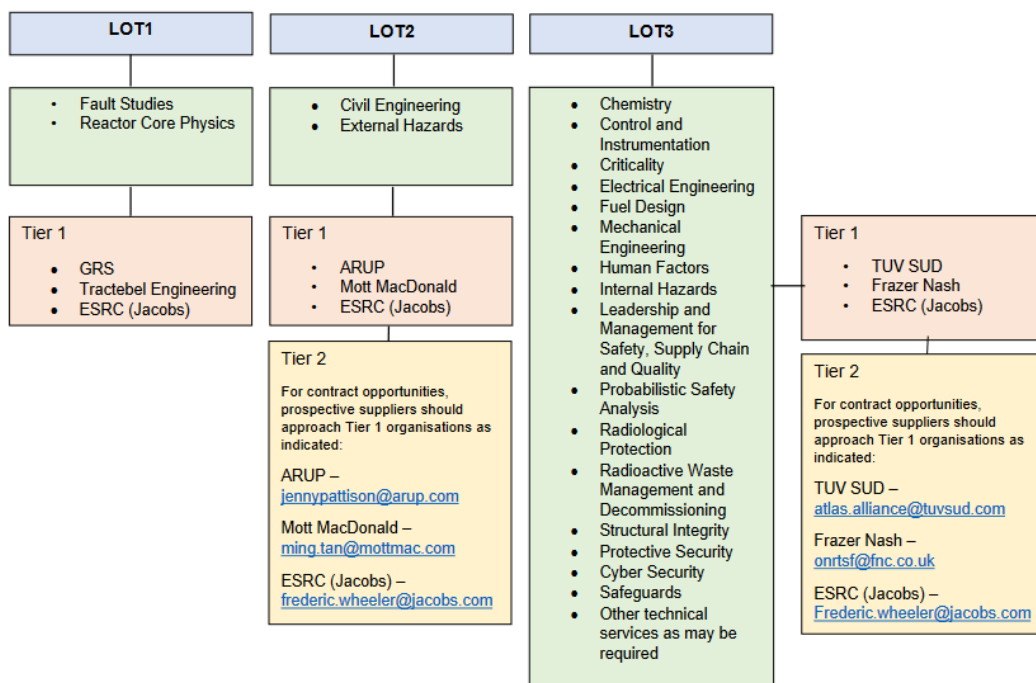 LOT1
• Fault Studies
• Reactor Core Physics
Tier 1
• GRS
• Tractebel Engineering
• ESRC (Jacobs)
LOT2
• Civil Engineering
• External Hazards
Tier 1
• ARUP
• Mott MacDonald
• ESRC (Jacobs)
Tier 2
For contract opportunities,
prospective suppliers should
approach Tier 1 organisations as
indicated:
ARUP –
jennypattison@arup.com
Mott MacDonald –
ming.tan@mottmac.com
ESRC (Jacobs) –
frederic.wheeler@jacobs.com
LOT3
• Chemistry
• Control and
Instrumentation
• Criticality
• Electrical Engineering
• Fuel Design
• Mechanical
Engineering
• Human Factors
• Internal Hazards
• Leadership and
Management for
Safety, Supply Chain
and Quality
• Probabilistic Safety
Analysis
• Radiological
Protection
• Radioactive Waste
Management and
Decommissioning
• Structural Integrity
• Protective Security
• Cyber Security
• Safeguards
• Other technical
services as may be
required
Tier 1
• TUV SUD
• Frazer Nash
• ESRC (Jacobs)
Tier 2
For contract opportunities,
prospective suppliers should
approach Tier 1 organisations as
indicated:
TUV SUD –
atlas.alliance@tuvsud.com
Frazer Nash –
onrtsf@fnc.co.uk
ESRC (Jacobs) –
Frederic.wheeler@jacobs.com